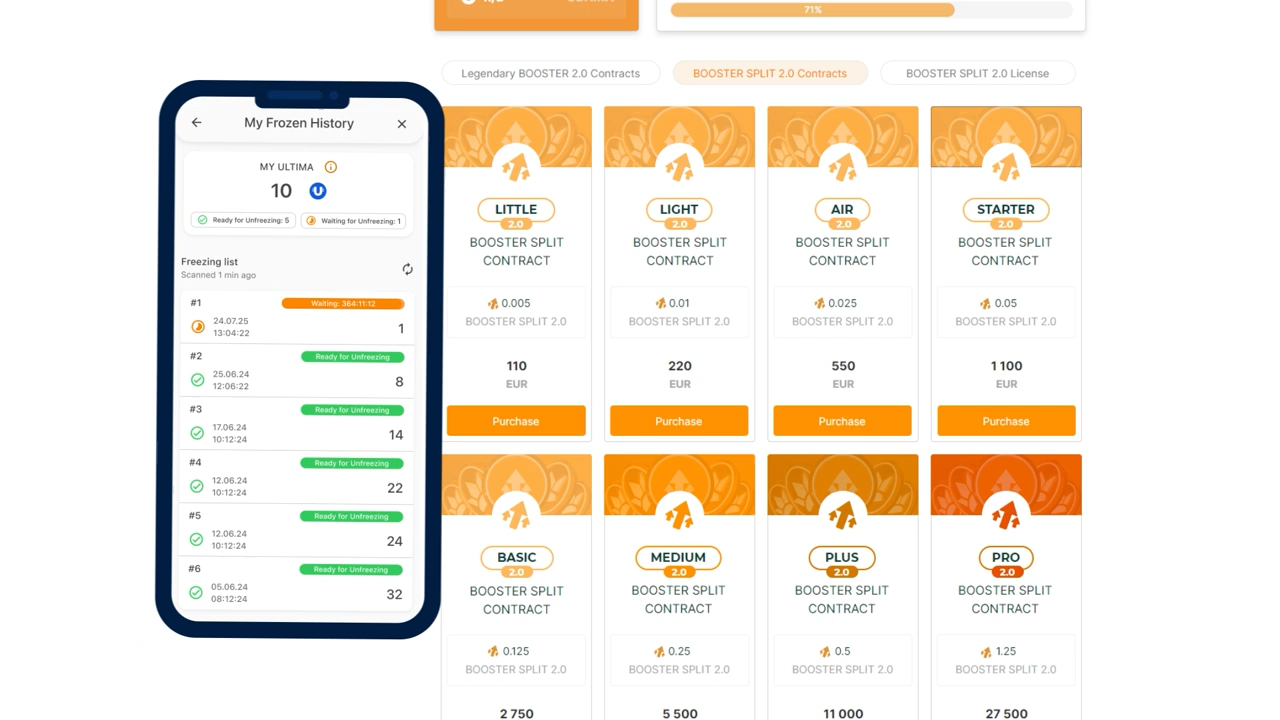 71%
Legendary BOOSTER 2.0 Contracts
BOOSTER SPLIT 2.0 Contracts
BOOSTER SPLIT 2.0 License
My Frozen History
MY ULTIMA
10
Ready for Unfreezing: 5
Waiting for Unfreezing: 1
Freezing list
Scanned 1 min ago
#1
Waiting: 364:11:12
24.07.25
13:04:22
1
#2
Ready for Unfreezing
25.06.24
12:06:22
8
#3
Ready for Unfreezing
17.06.24
10:12:24
14
#4
Ready for Unfreezing
12.06.24
10:12:24
22
#5
Ready for Unfreezing
12.06.24
10:12:24
24
#6
Ready for Unfreezing
05.06.24
08:12:24
32
LITTLE
2.0
BOOSTER SPLIT
CONTRACT
0.005
BOOSTER SPLIT 2.0
110
EUR
Purchase
LIGHT
2.0
BOOSTER SPLIT
CONTRACT
0.01
BOOSTER SPLIT 2.0
220
EUR
Purchase
AIR
2.0
BOOSTER SPLIT
CONTRACT
0.025
BOOSTER SPLIT 2.0
550
EUR
Purchase
STARTER
2.0
BOOSTER SPLIT
CONTRACT
0.05
BOOSTER SPLIT 2.0
1 100
EUR
Purchase
BASIC
2.0
BOOSTER SPLIT
CONTRACT
0.125
BOOSTER SPLIT 2.0
2 750
MEDIUM
2.0
BOOSTER SPLIT
CONTRACT
0.25
BOOSTER SPLIT 2.0
5 500
PLUS
2.0
BOOSTER SPLIT
CONTRACT
0.5
BOOSTER SPLIT 2.0
11 000
PRO
2.0
BOOSTER SPLIT
CONTRACT
1.25
BOOSTER SPLIT 2.0
27 500